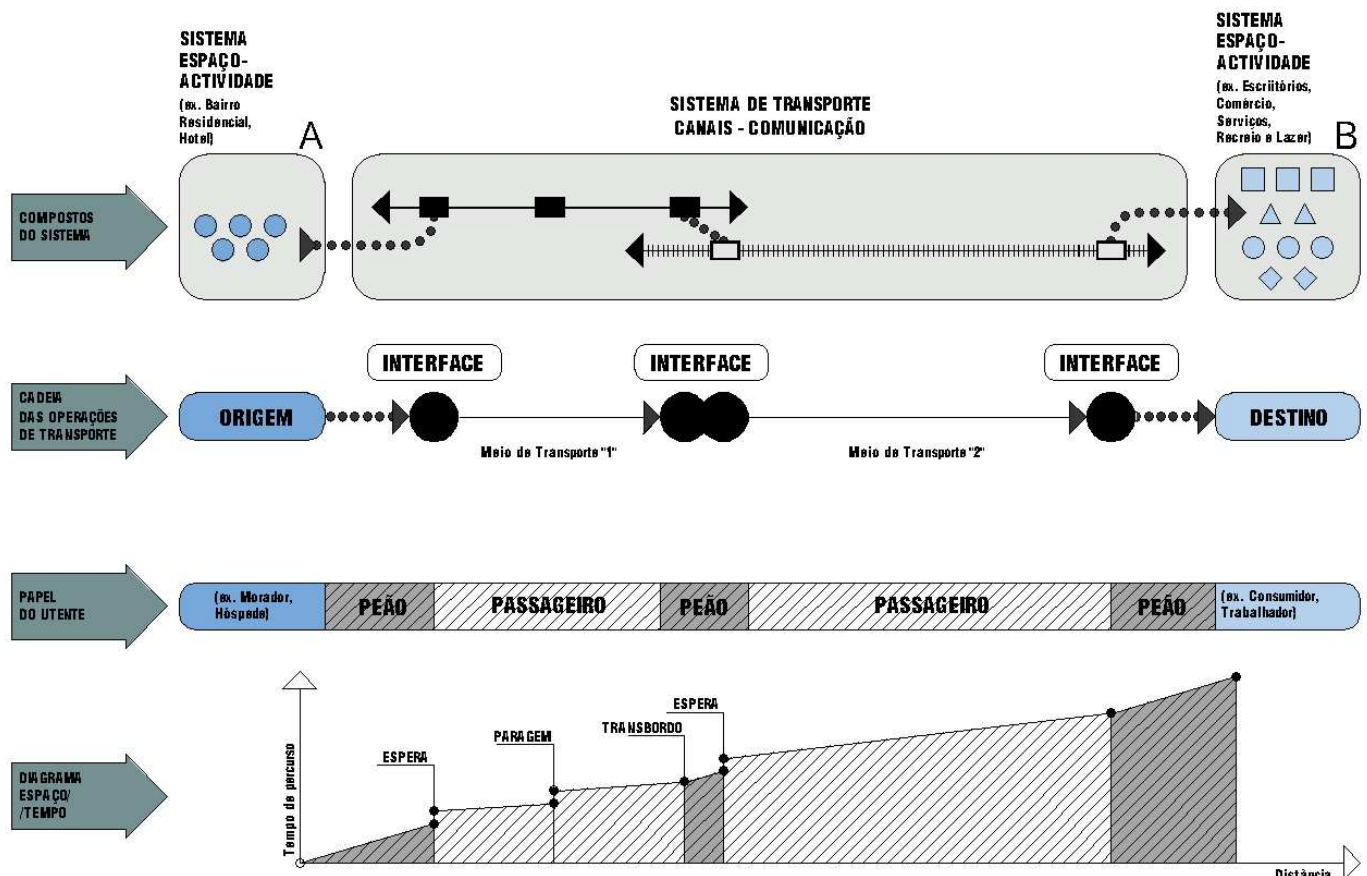 SISTEMA
ESPAÇO-
ACTIVIDADE
(ex. Bairro
Residencial,
Hotel)
A
SISTEMA DE TRANSPORTE
CANAIS - COMUNICAÇÃO
SISTEMA
ESPAÇO-
ACTIVIDADE
(ex. Escriitórios,
Comércio,
Serviços,
Recreio e Lazer)
B
COMPOSTOS
DO SISTEMA
CADEIA
DAS OPERAÇÕES
DE TRANSPORTE
INTERFACE
INTERFACE
INTERFACE
ORIGEM
DESTINO
Meio de Transporte "1"
Meio de Transporte "2"
PAPEL
DO UTENTE
(ex. Morador,
Hóspede)
PEÃO
PASSAGEIRO
PEÃO
PASSAGEIRO
PEÃO
(ex. Consumidor,
Trabalhador)
DIAGRAMA
ESPAÇO/
/TEMPO
Tempo de percurso
ESPERA
PARAGEM
TRANSBORDO
ESPERA
Distância